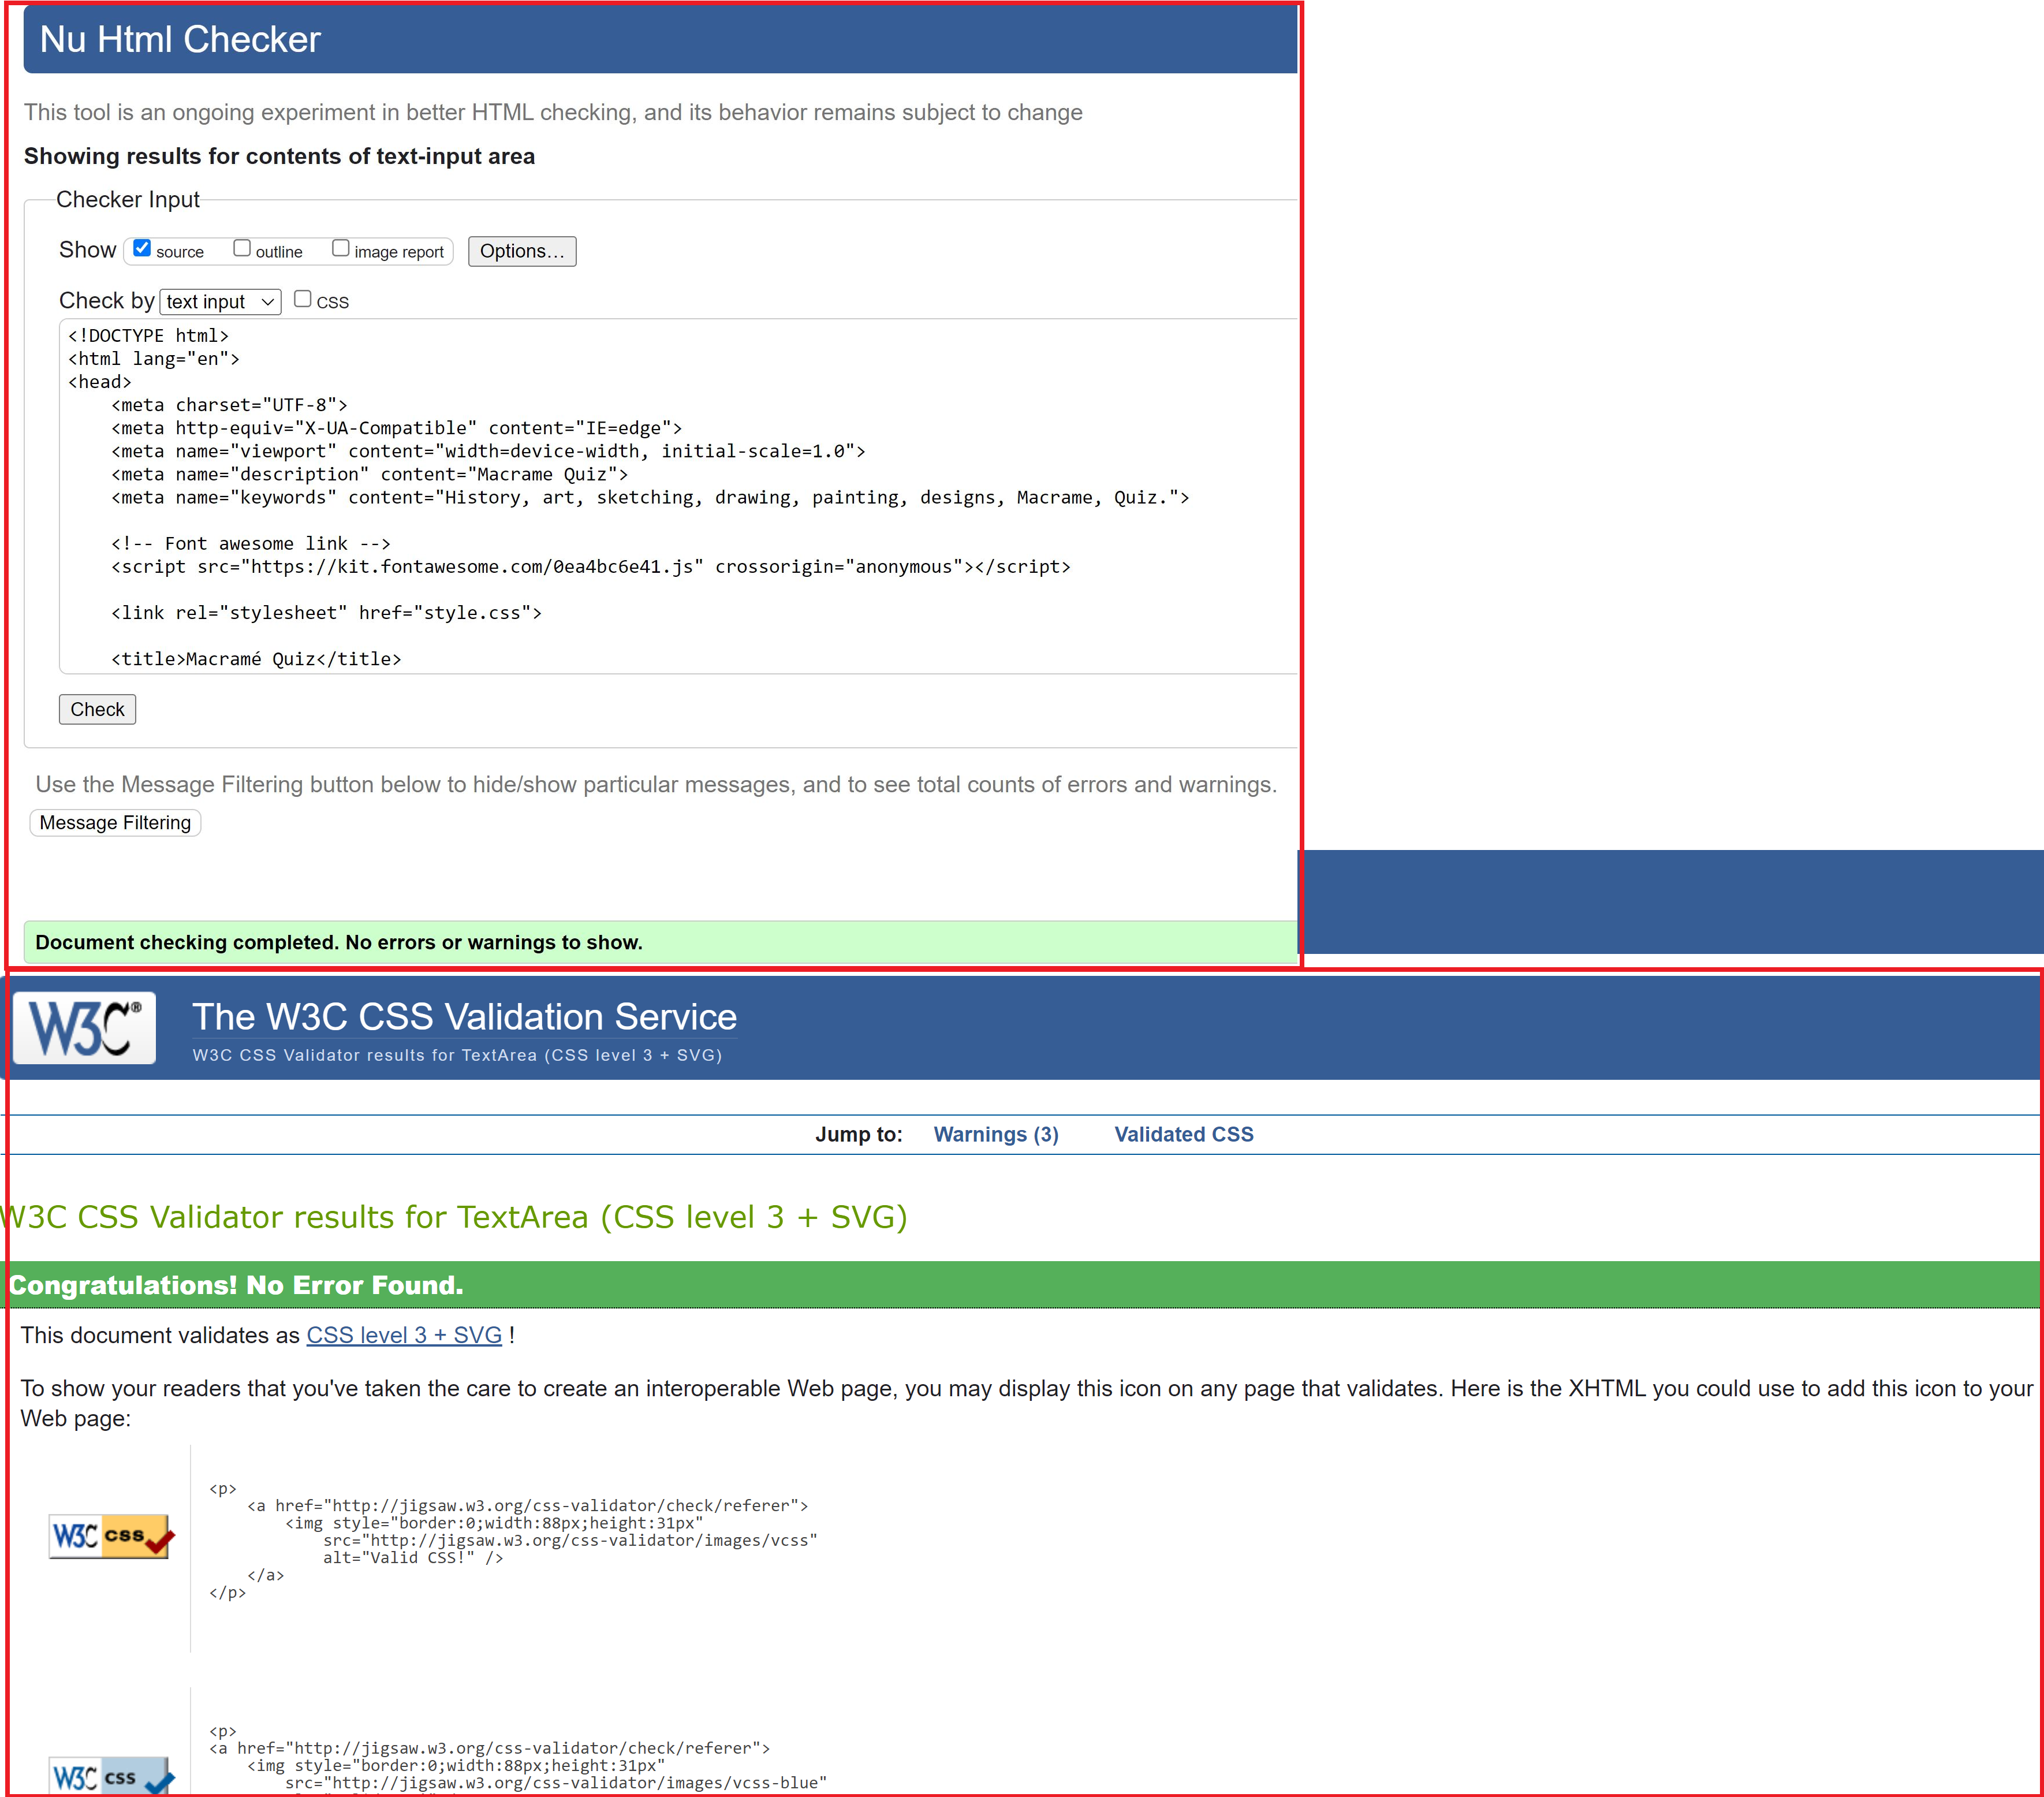 Nu Html Checker
This tool is an ongoing experiment in better HTML checking, and its behavior remains subject to change
Showing results for contents of text-input area
Checker Input
Show source outline image report Options...
Check by text input CSS
<!DOCTYPE html>
<html lang="en">
<head>
    <meta charset="UTF-8">
    <meta http-equiv="X-UA-Compatible" content="IE=edge">
    <meta name="viewport" content="width=device-width, initial-scale=1.0">
    <meta name="description" content="Macrame Quiz">
    <meta name="keywords" content="History, art, sketching, drawing, painting, designs, Macrame, Quiz.">
    <!-- Font awesome link -->
    <script src="https://kit.fontawesome.com/0ea4bc6e41.js" crossorigin="anonymous"></script>
    <link rel="stylesheet" href="style.css">
    <title>Macramé Quiz</title>
Check
Use the Message Filtering button below to hide/show particular messages, and to see total counts of errors and warnings.
Message Filtering
Document checking completed. No errors or warnings to show.
W3C®
The W3C CSS Validation Service
W3C CSS Validator results for TextArea (CSS level 3 + SVG)
Jump to: Warnings (3) Validated CSS
W3C CSS Validator results for TextArea (CSS level 3 + SVG)
Congratulations! No Error Found.
This document validates as CSS level 3 + SVG !
To show your readers that you've taken the care to create an interoperable Web page, you may display this icon on any page that validates. Here is the XHTML you could use to add this icon to your
Web page:
<p>
    <a href="http://jigsaw.w3.org/css-validator/check/referer">
        <img style="border:0;width:88px;height:31px"
            src="http://jigsaw.w3.org/css-validator/images/vcss"
            alt="Valid CSS!" />
    </a>
</p>
W3C css
<p>
<a href="http://jigsaw.w3.org/css-validator/check/referer">
    <img style="border:0;width:88px;height:31px"
        src="http://jigsaw.w3.org/css-validator/images/vcss-blue"
W3C css